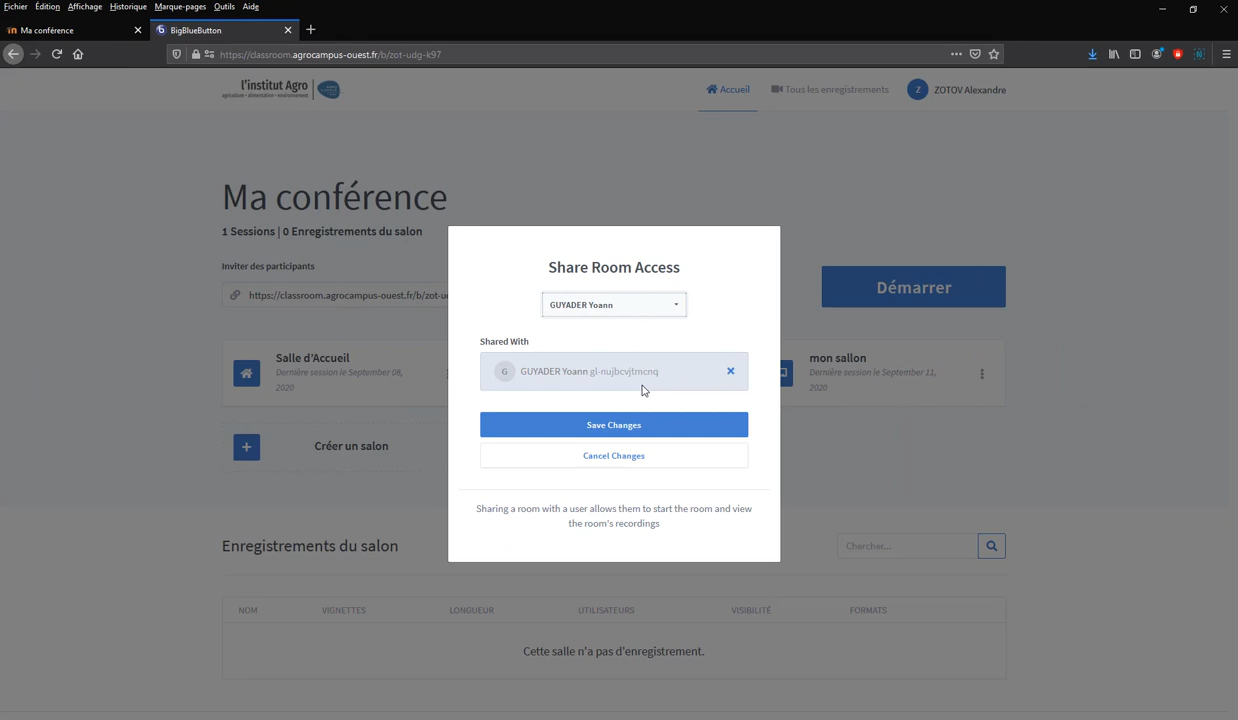 Fichier Édition Affichage Historique Marque-pages Outils Aide
Ma conférence
BigBlueButton
https://classroom.agrocampus-ouest.fr/b/zot-udg-k97
l'institut Agro
agriculture • alimentation • environnement
Accueil
Tous les enregistrements
Z ZOTOV Alexandre
Ma conférence
1 Sessions | 0 Enregistrements du salon
Inviter des participants
https://classroom.agrocampus-ouest.fr/b/zot-u
Démarrer
Salle d'Accueil
Dernière session le September 08,
2020
mon sallon
Dernière session le September 11,
2020
Créer un salon
Share Room Access
GUYADER Yoann
Shared With
G GUYADER Yoann gl-nujbcvjtmcnq
Save Changes
Cancel Changes
Sharing a room with a user allows them to start the room and view
the room's recordings
Enregistrements du salon
Chercher...
NOM VIGNETTES LONGUEUR UTILISATEURS VISIBILITÉ FORMATS
Cette salle n'a pas d'enregistrement.